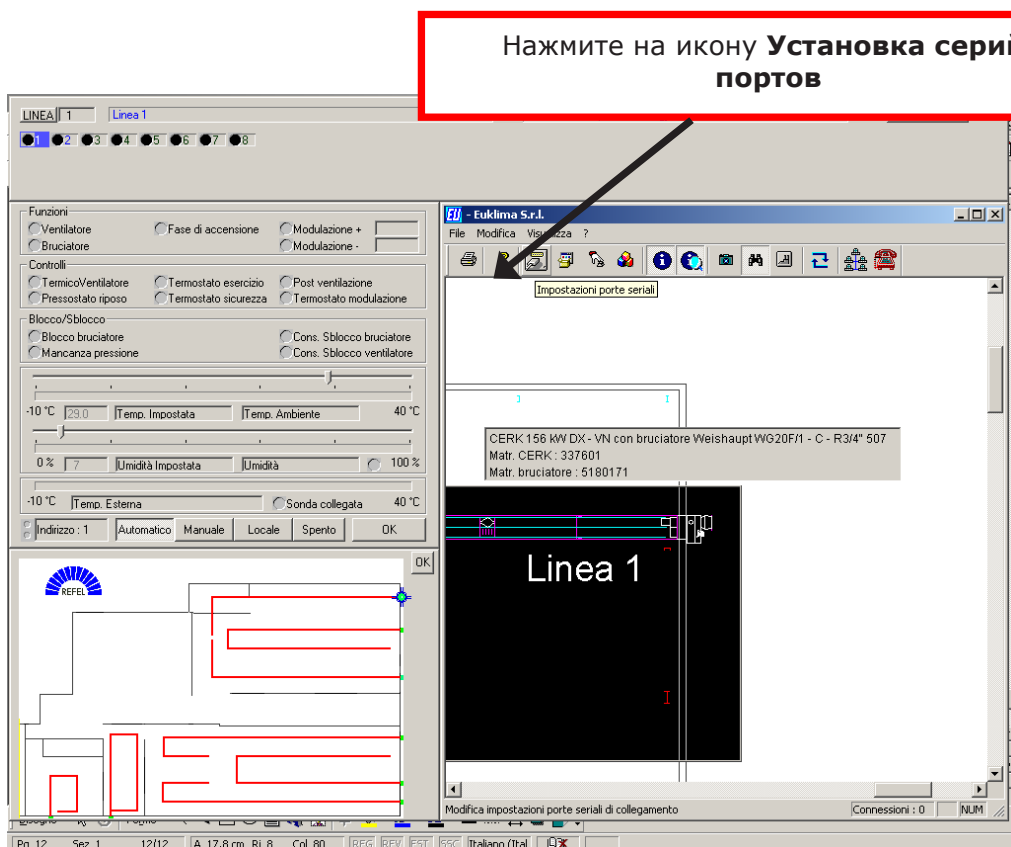 Нажмите на икону Установка серий
портов
LINEA 1 Linea 1
1 2 3 4 5 6 7 8
Funzioni
Ventilatore Fase di accensione Modulazione +
Bruciatore Modulazione -
Controlli
TermicoVentilatore Termostato esercizio Post ventilazione
Pressostato riposo Termostato sicurezza Termostato modulazione
Blocco/Sblocco
Blocco bruciatore Cons. Sblocco bruciatore
Mancanza pressione Cons. Sblocco ventilatore
-10 °C 29.0 Temp. Impostata Temp. Ambiente 40 °C
0 % 7 Umidità Impostata Umidità 100 %
-10 °C Temp. Esterna Sonda collegata 40 °C
Indirizzo : 1 Automatico Manuale Locale Spento OK
OK
REFEL
EU - Euklima S.r.l.
File Modifica Visualizza ?
Impostazioni porte seriali
CERK 156 kW DX - VN con bruciatore Weishaupt WG20F/1 - C - R3/4" 507
Matr. CERK : 337601
Matr. bruciatore : 5180171
Linea 1
Modifica impostazioni porte seriali di collegamento Connessioni : 0 NUM
Pg 12 Sez 1 12/12 A 17,8 cm Ri 8 Col 80 REG REV EST SSC Italiano (Ital